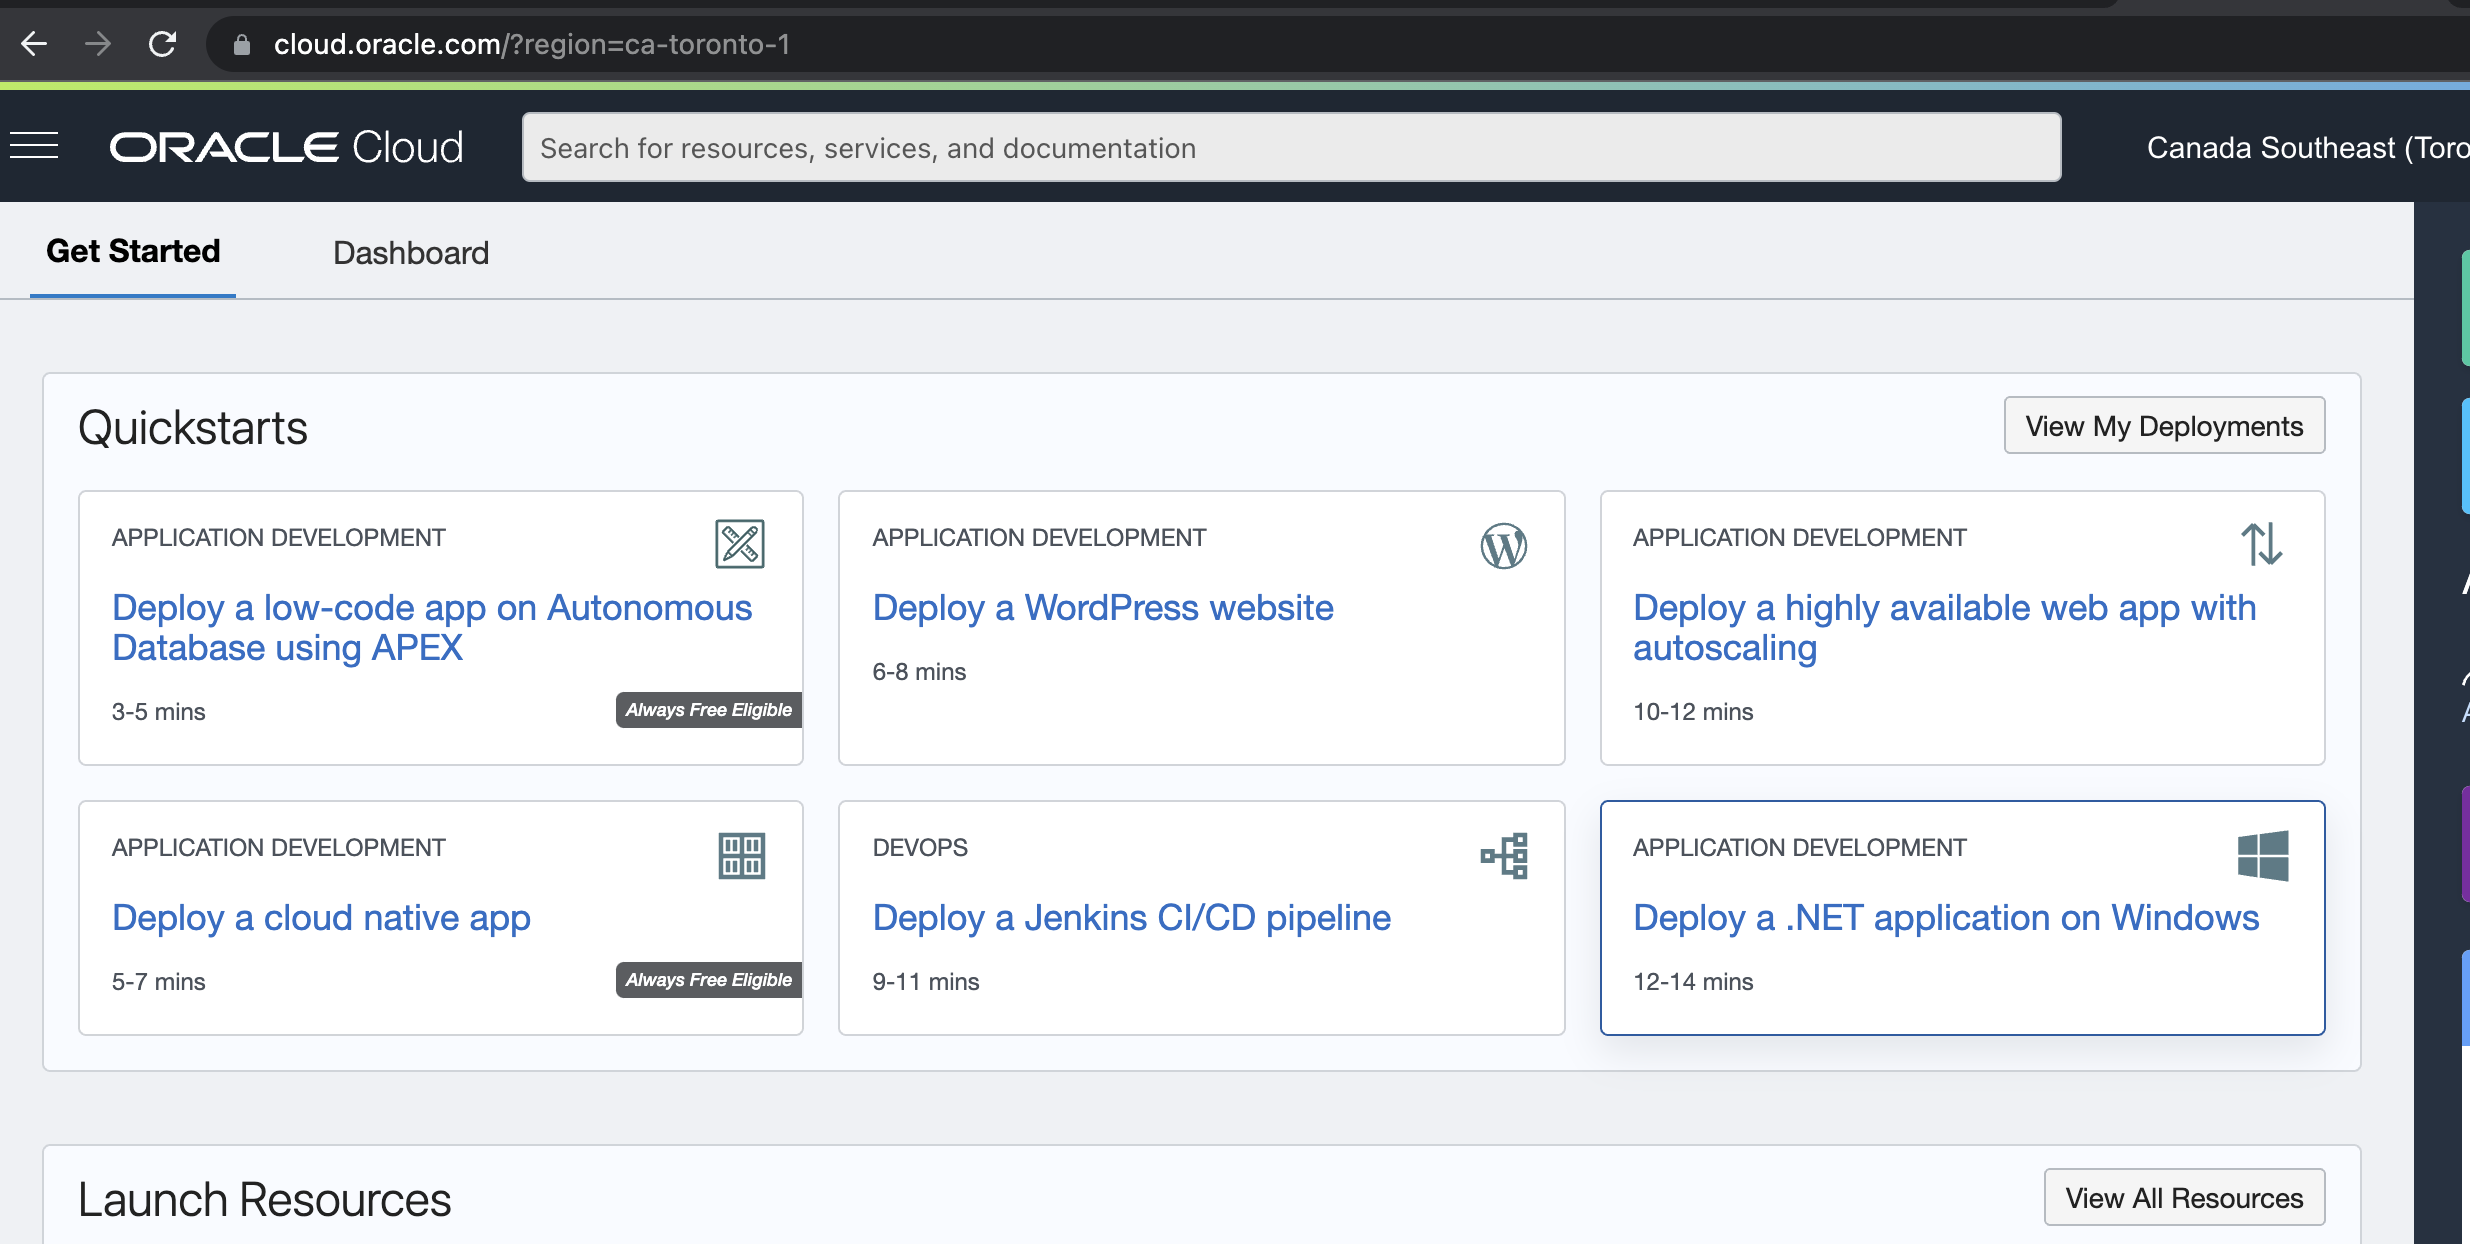 cloud.oracle.com/?region=ca-toronto-1
ORACLE Cloud
Search for resources, services, and documentation
Canada Southeast (Toro
Get Started
Dashboard
Quickstarts
View My Deployments
APPLICATION DEVELOPMENT
Deploy a low-code app on Autonomous
Database using APEX
3-5 mins
Always Free Eligible
APPLICATION DEVELOPMENT
Deploy a WordPress website
6-8 mins
APPLICATION DEVELOPMENT
Deploy a highly available web app with
autoscaling
10-12 mins
APPLICATION DEVELOPMENT
Deploy a cloud native app
5-7 mins
Always Free Eligible
DEVOPS
Deploy a Jenkins CI/CD pipeline
9-11 mins
APPLICATION DEVELOPMENT
Deploy a .NET application on Windows
12-14 mins
Launch Resources
View All Resources